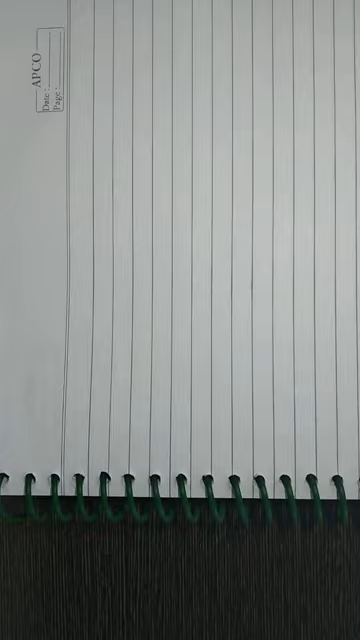 APCO
Date :
Page :